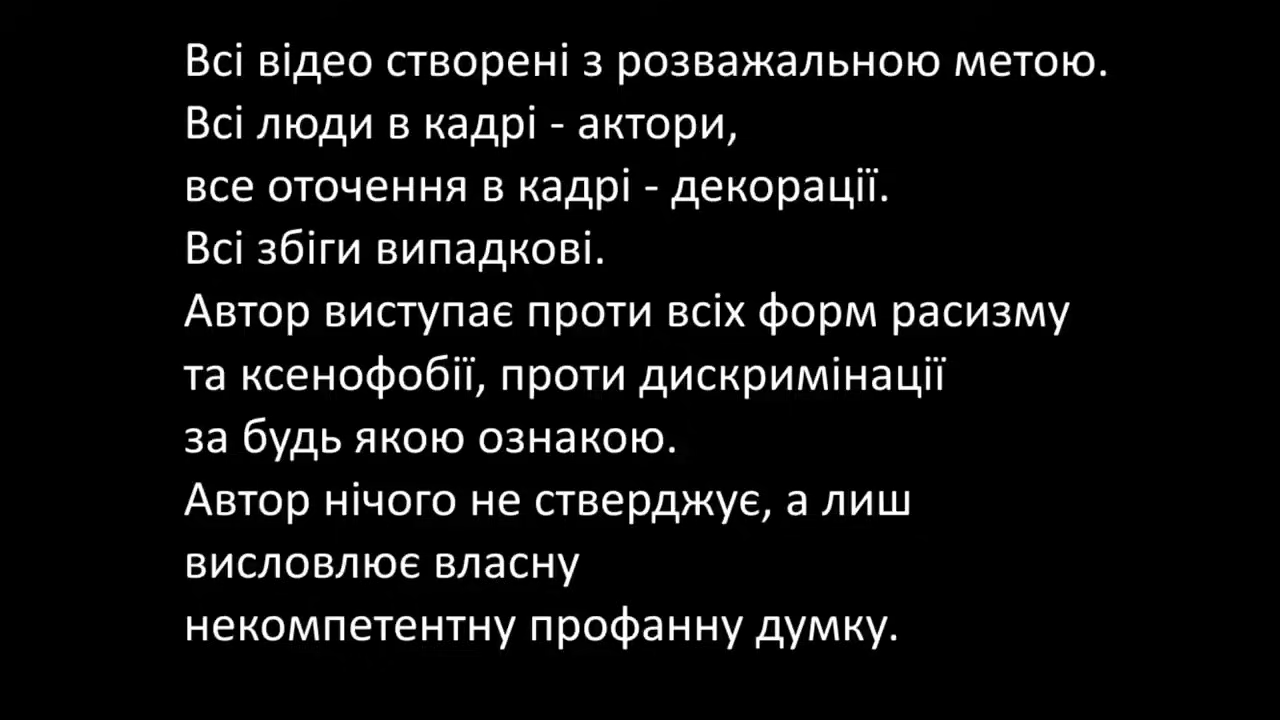 Всі відео створені з розважальною метою.
Всі люди в кадрі - актори,
все оточення в кадрі - декорації.
Всі збіги випадкові.
Автор виступає проти всіх форм расизму
та ксенофобії, проти дискримінації
за будь якою ознакою.
Автор нічого не стверджує, а лиш
висловлює власну
некомпетентну профанну думку.